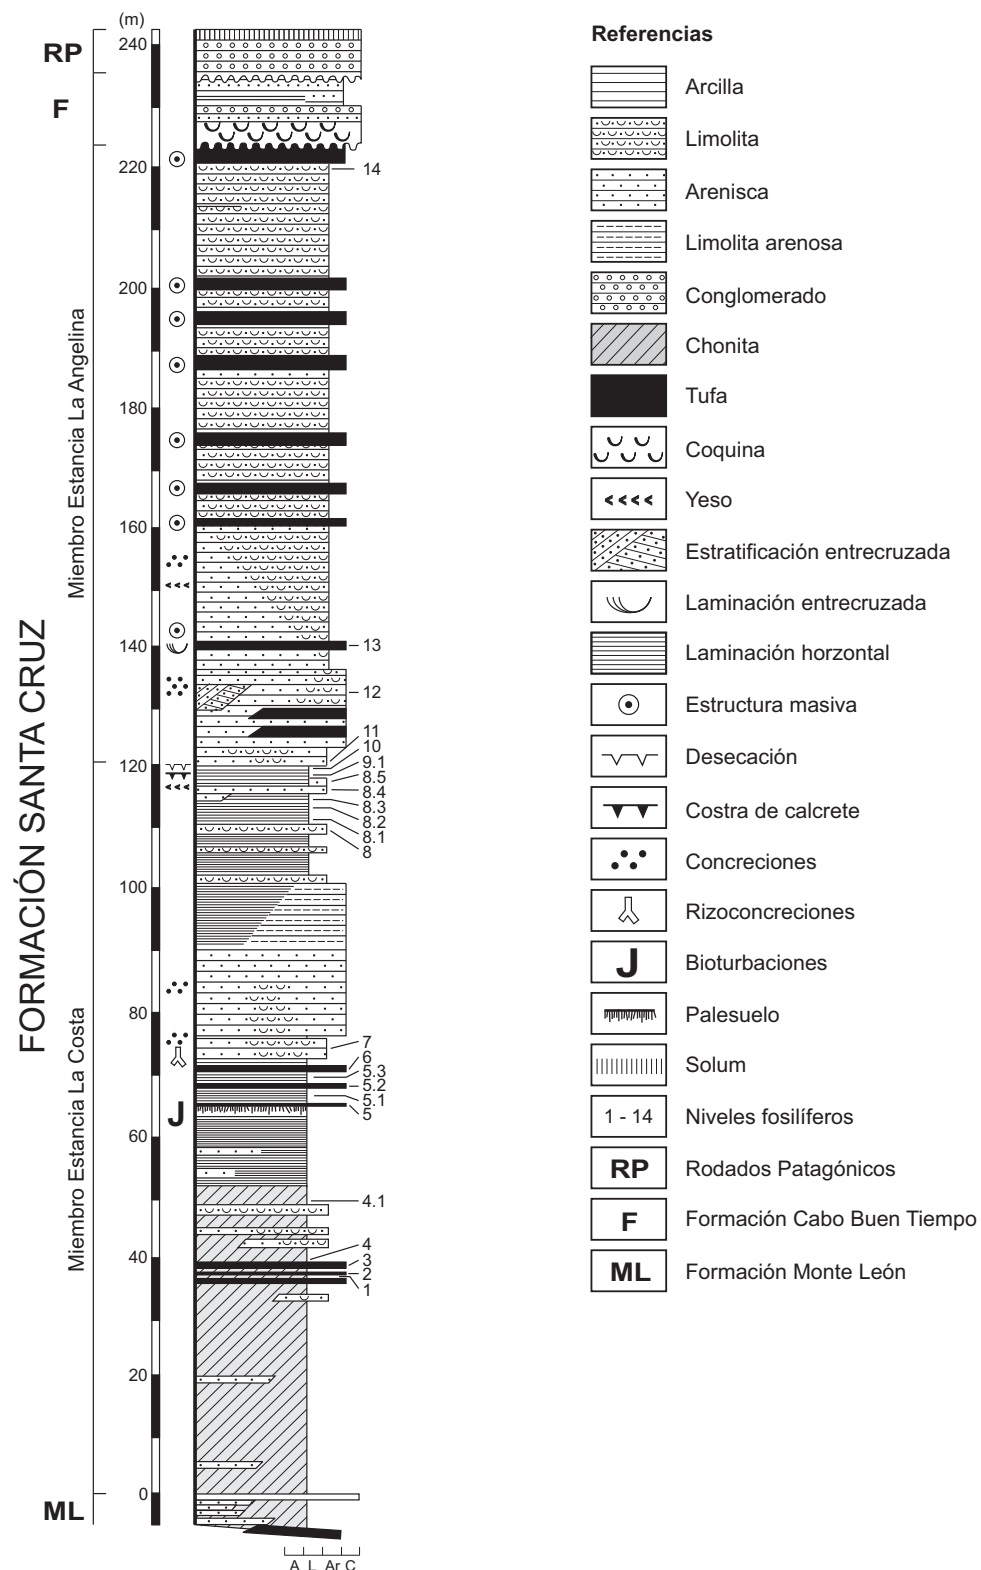 (m)
RP
F
FORMACIÓN SANTA CRUZ
Miembro Estancia La Angelina
Miembro Estancia La Costa
ML
240
220
200
180
160
140
120
100
80
60
40
20
0
14
13
12
11
10
9.1
8.5
8.4
8.3
8.2
8.1
8
7
6
5.3
5.2
5.1
5
4.1
4
3
2
1
J
A L Ar C
Referencias
Arcilla
Limolita
Arenisca
Limolita arenosa
Conglomerado
Chonita
Tufa
Coquina
Yeso
Estratificación entrecruzada
Laminación entrecruzada
Laminación horzontal
Estructura masiva
Desecación
Costra de calcrete
Concreciones
Rizoconcreciones
J Bioturbaciones
Palesuelo
Solum
1 - 14 Niveles fosilíferos
RP Rodados Patagónicos
F Formación Cabo Buen Tiempo
ML Formación Monte León